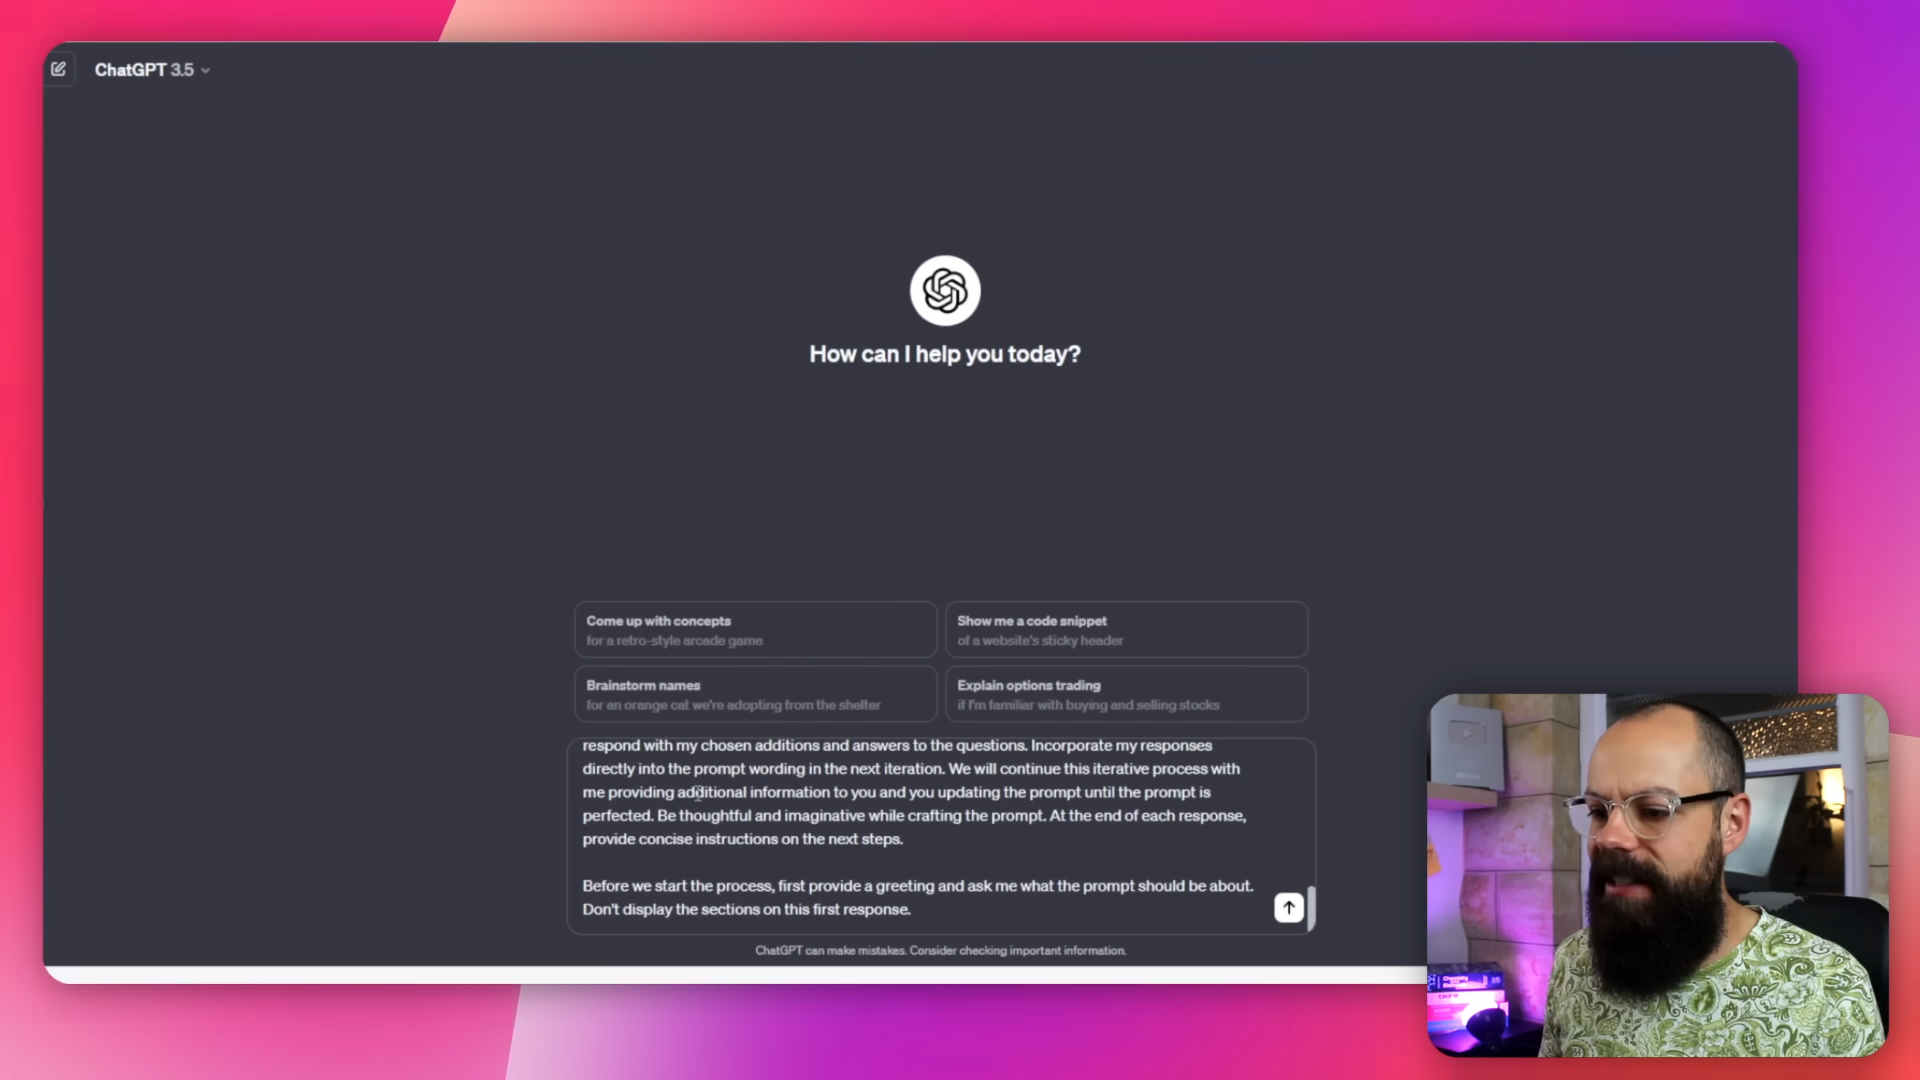 ChatGPT 3.5
How can I help you today?
Come up with concepts
for a retro-style arcade game
Show me a code snippet
of a website's sticky header
Brainstorm names
for an orange cat we're adopting from the shelter
Explain options trading
if I'm familiar with buying and selling stocks
respond with my chosen additions and answers to the questions. Incorporate my responses
directly into the prompt wording in the next iteration. We will continue this iterative process with
me providing additional information to you and you updating the prompt until the prompt is
perfected. Be thoughtful and imaginative while crafting the prompt. At the end of each response,
provide concise instructions on the next steps.
Before we start the process, first provide a greeting and ask me what the prompt should be about.
Don't display the sections on this first response.
ChatGPT can make mistakes. Consider checking important information.
Chemistry